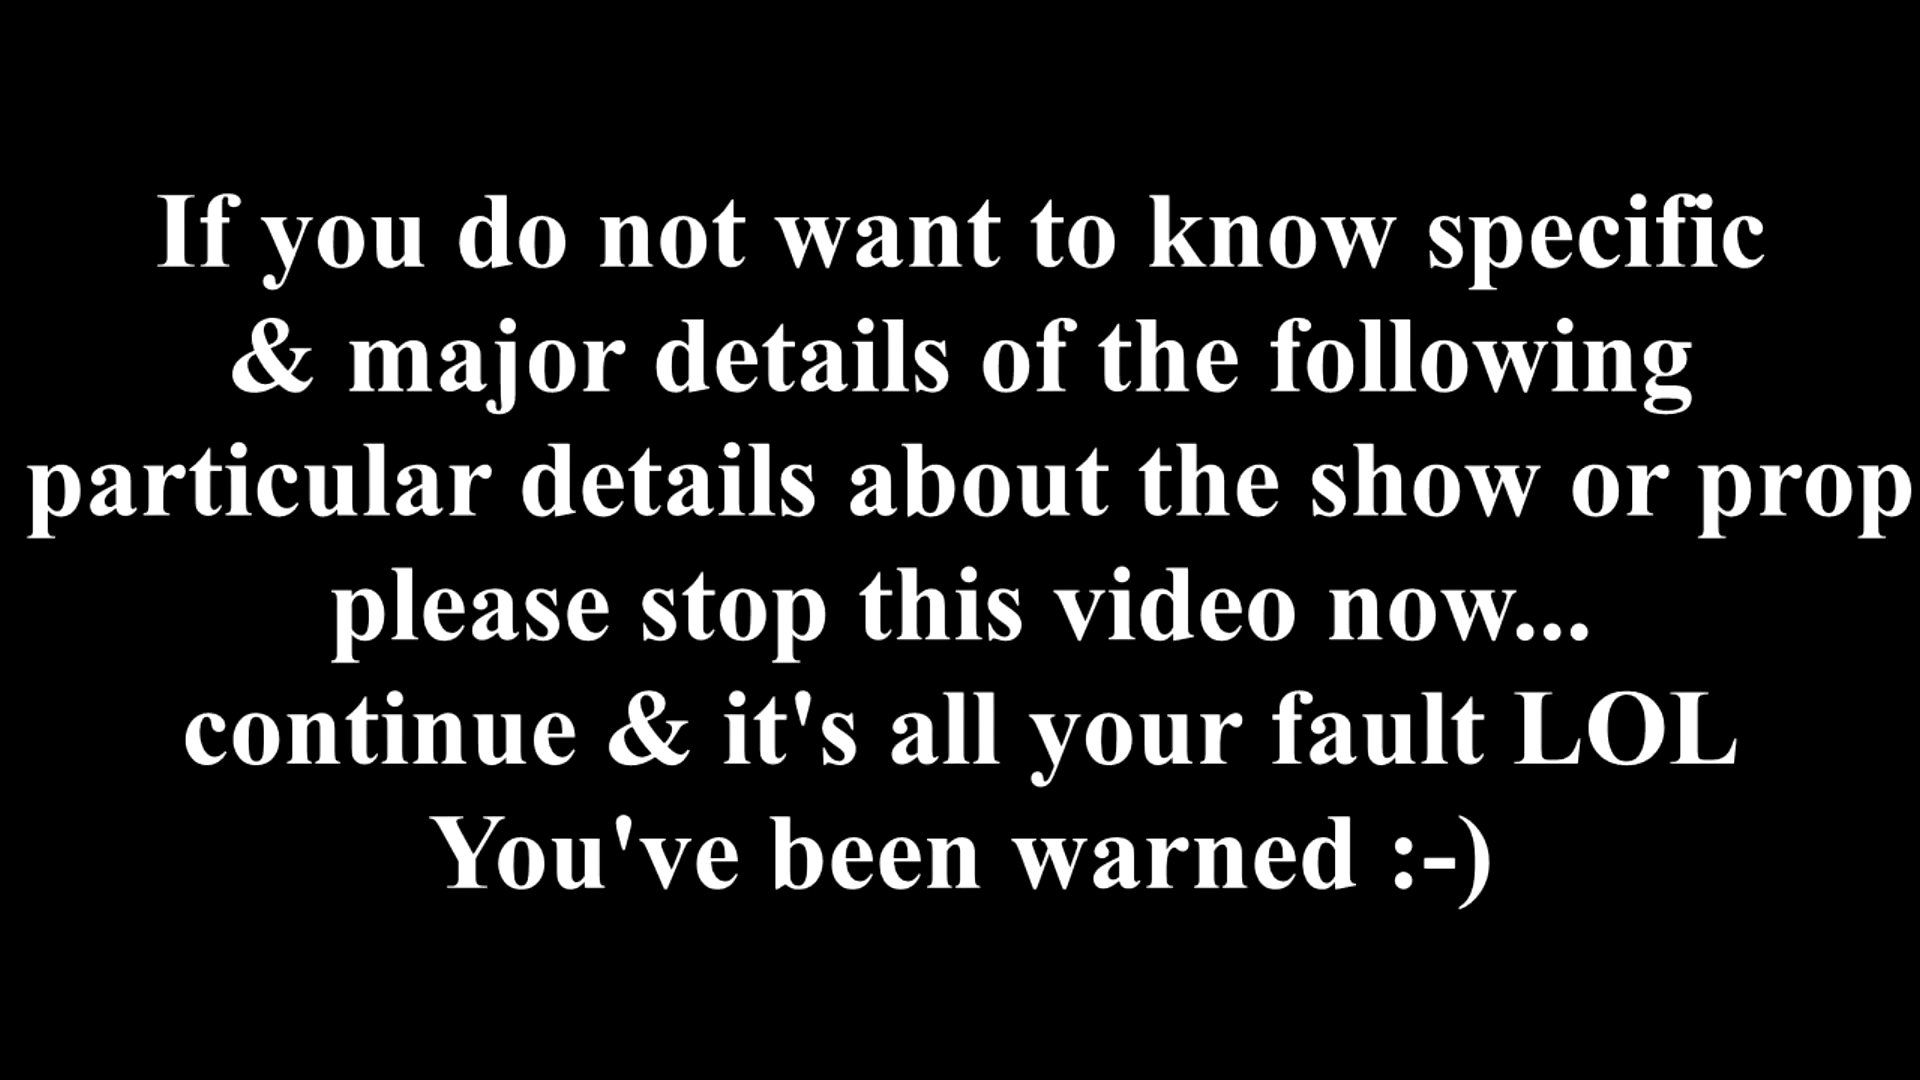 If you do not want to know specific
& major details of the following
particular details about the show or prop
please stop this video now...
continue & it's all your fault LOL
You've been warned :-)